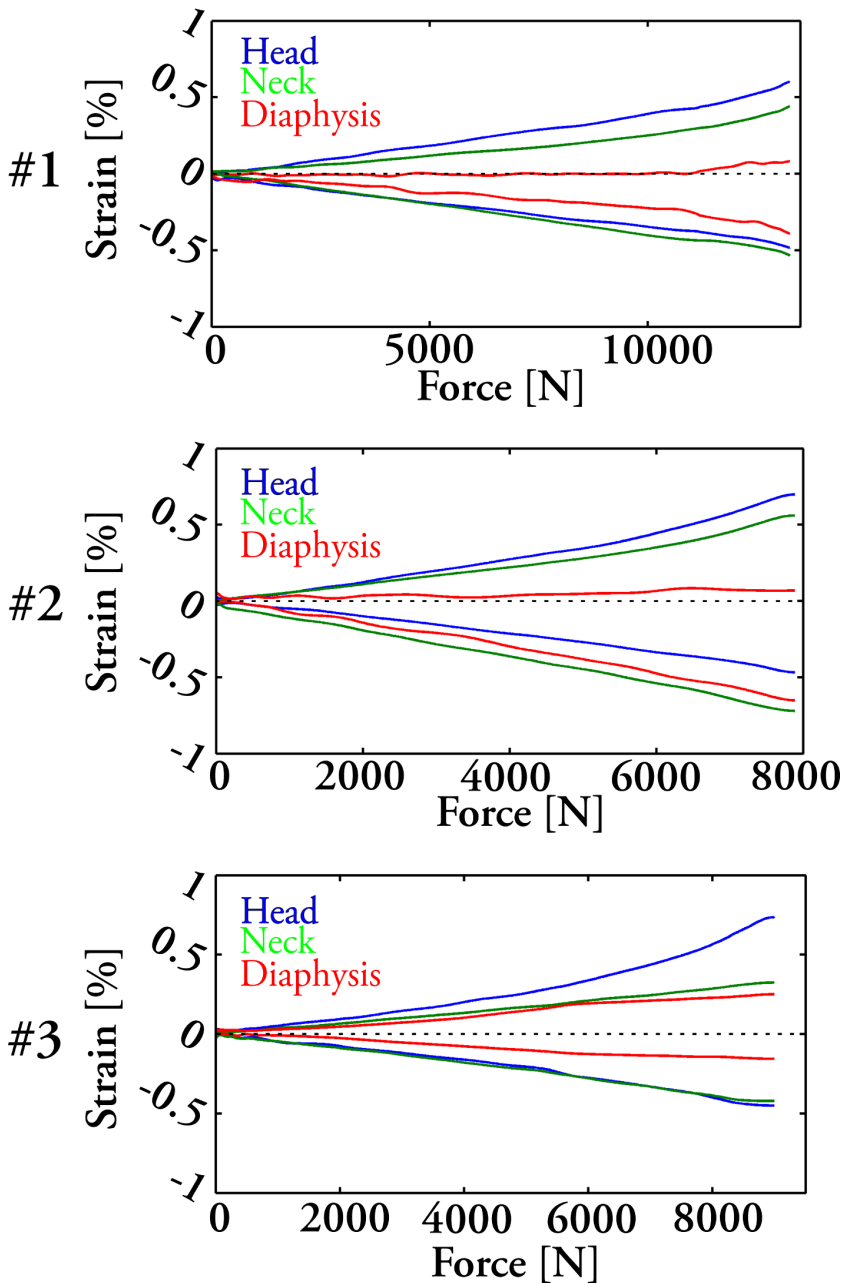 1
0.5
0
-0.5
-1
Strain [%]
#1
Head
Neck
Diaphysis
0 5000 10000
Force [N]
1
0.5
0
-0.5
-1
Strain [%]
#2
Head
Neck
Diaphysis
0 2000 4000 6000 8000
Force [N]
1
0.5
0
-0.5
-1
Strain [%]
#3
Head
Neck
Diaphysis
0 2000 4000 6000 8000
Force [N]